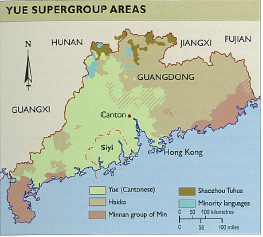 YUE SUPERGROUP AREAS
HUNAN
JIANGXI
FUJIAN
N
GUANGDONG
GUANGXI
Canton
Siyi
Hong Kong
Yue (Cantonese)
Hakka
Minnan group of Min
Shaozhou Tuhua
Minority languages
0 50 100 kilometres
0 50 100 miles